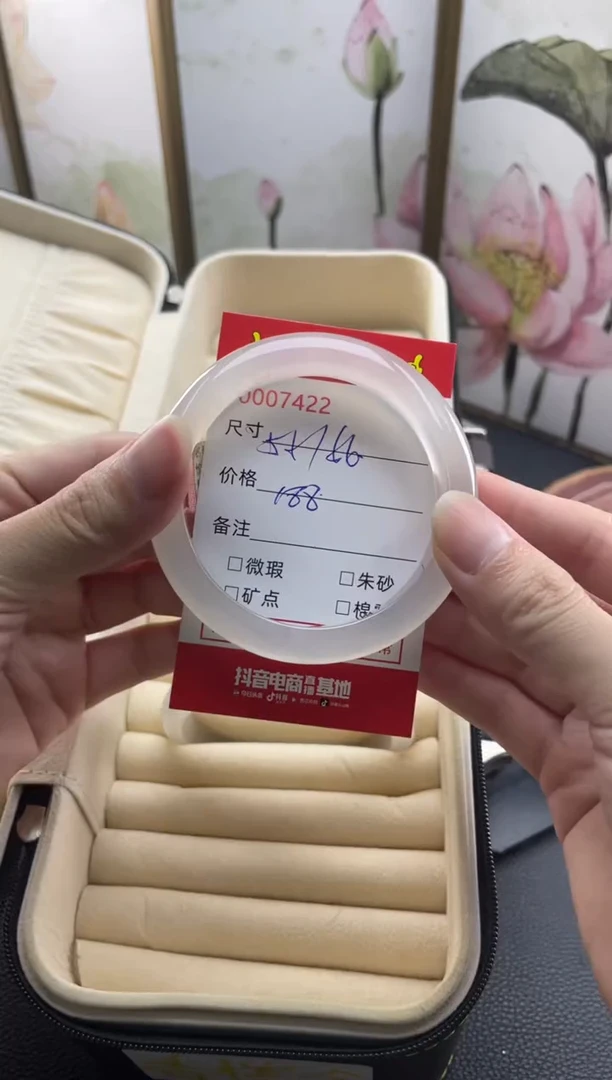 0007422
尺寸
价格 188
备注
□微瑕 □朱砂
□矿点 □棉
抖音电商直播基地